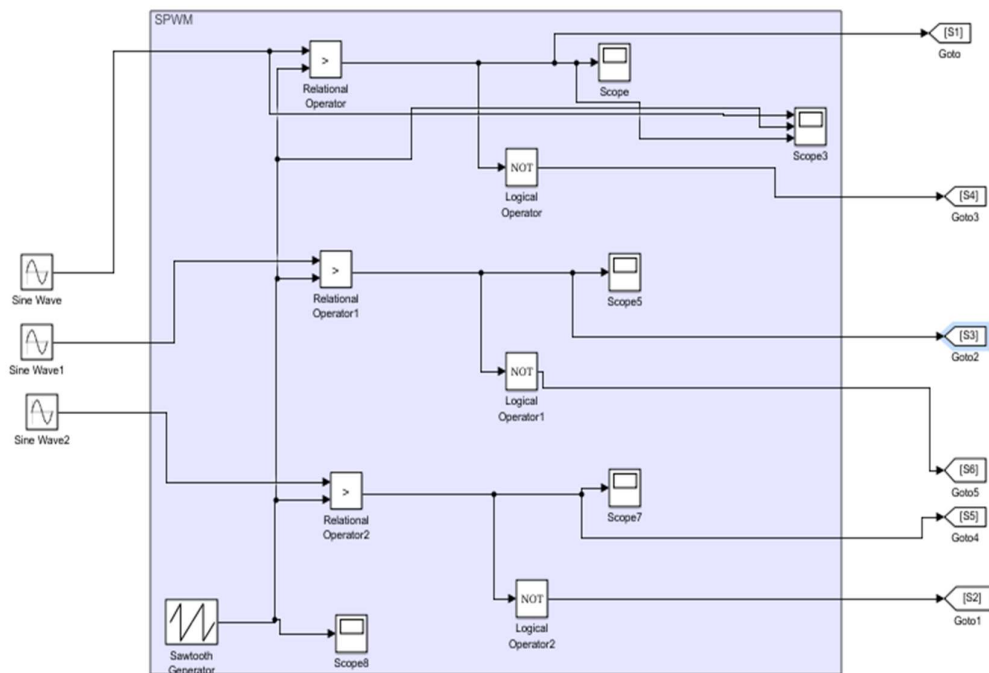 SPWM
[S1]
Goto
>
Relational
Operator
Scope
Scope3
NOT
Logical
Operator
[S4]
Goto3
Sine Wave
>
Relational
Operator1
Scope5
Sine Wave1
[S3]
Goto2
NOT
Logical
Operator1
Sine Wave2
[S6]
Goto5
>
Relational
Operator2
Scope7
[S5]
Goto4
NOT
Logical
Operator2
[S2]
Goto1
Sawtooth
Generator
Scope8